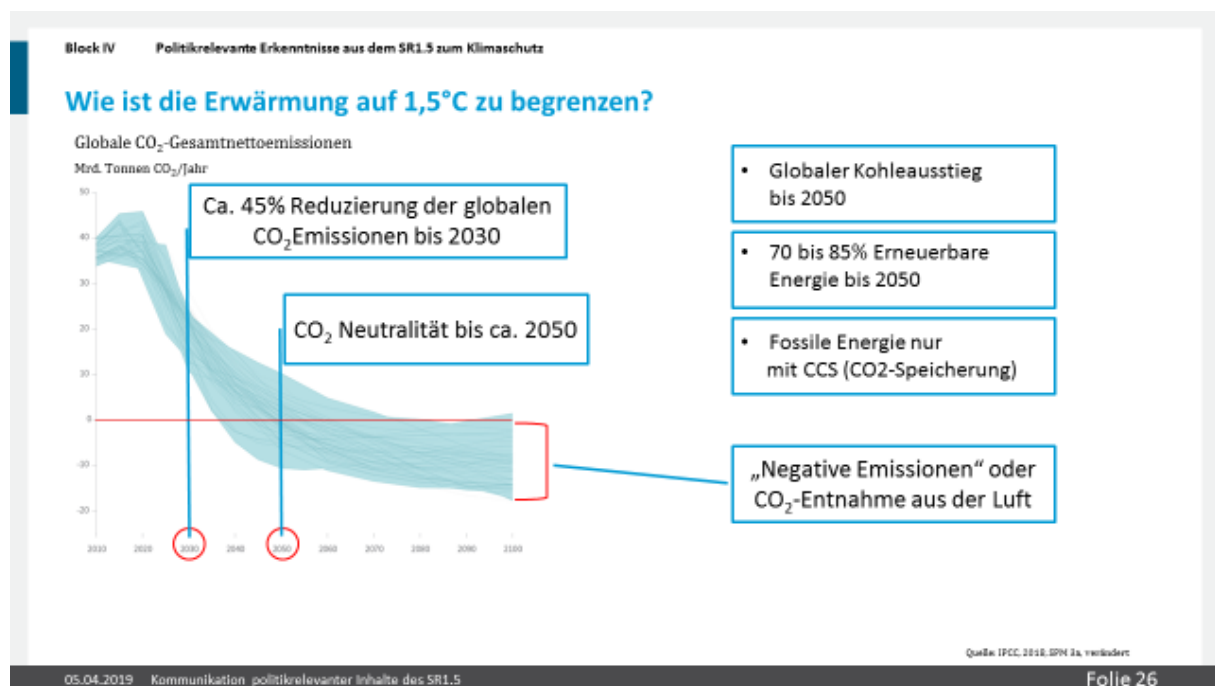 Block IV Politikrelevante Erkenntnisse aus dem SR1.5 zum Klimaschutz
Wie ist die Erwärmung auf 1,5°C zu begrenzen?
Globale CO₂-Gesamtnettoemissionen
Mrd. Tonnen CO₂/Jahr
50
40
30
20
10
0
-10
-20
2010 2020 2030 2040 2050 2060 2070 2080 2090 2100
Ca. 45% Reduzierung der globalen
CO₂Emissionen bis 2030
CO₂ Neutralität bis ca. 2050
• Globaler Kohleausstieg
bis 2050
• 70 bis 85% Erneuerbare
Energie bis 2050
• Fossile Energie nur
mit CCS (CO2-Speicherung)
„Negative Emissionen“ oder
CO₂-Entnahme aus der Luft
Quelle: IPCC, 2018, SPM 3a, verändert
05.04.2019 Kommunikation politikrelevanter Inhalte des SR1.5
Folie 26